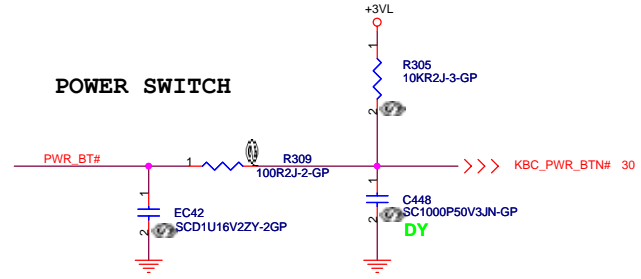 +3VL
1
R305
10KR2J-3-GP
2
POWER SWITCH
PWR_BT#
1
R309
100R2J-2-GP
KBC_PWR_BTN# 30
1
EC42
SCD1U16V2ZY-2GP
2
1
C448
SC1000P50V3JN-GP
2
DY